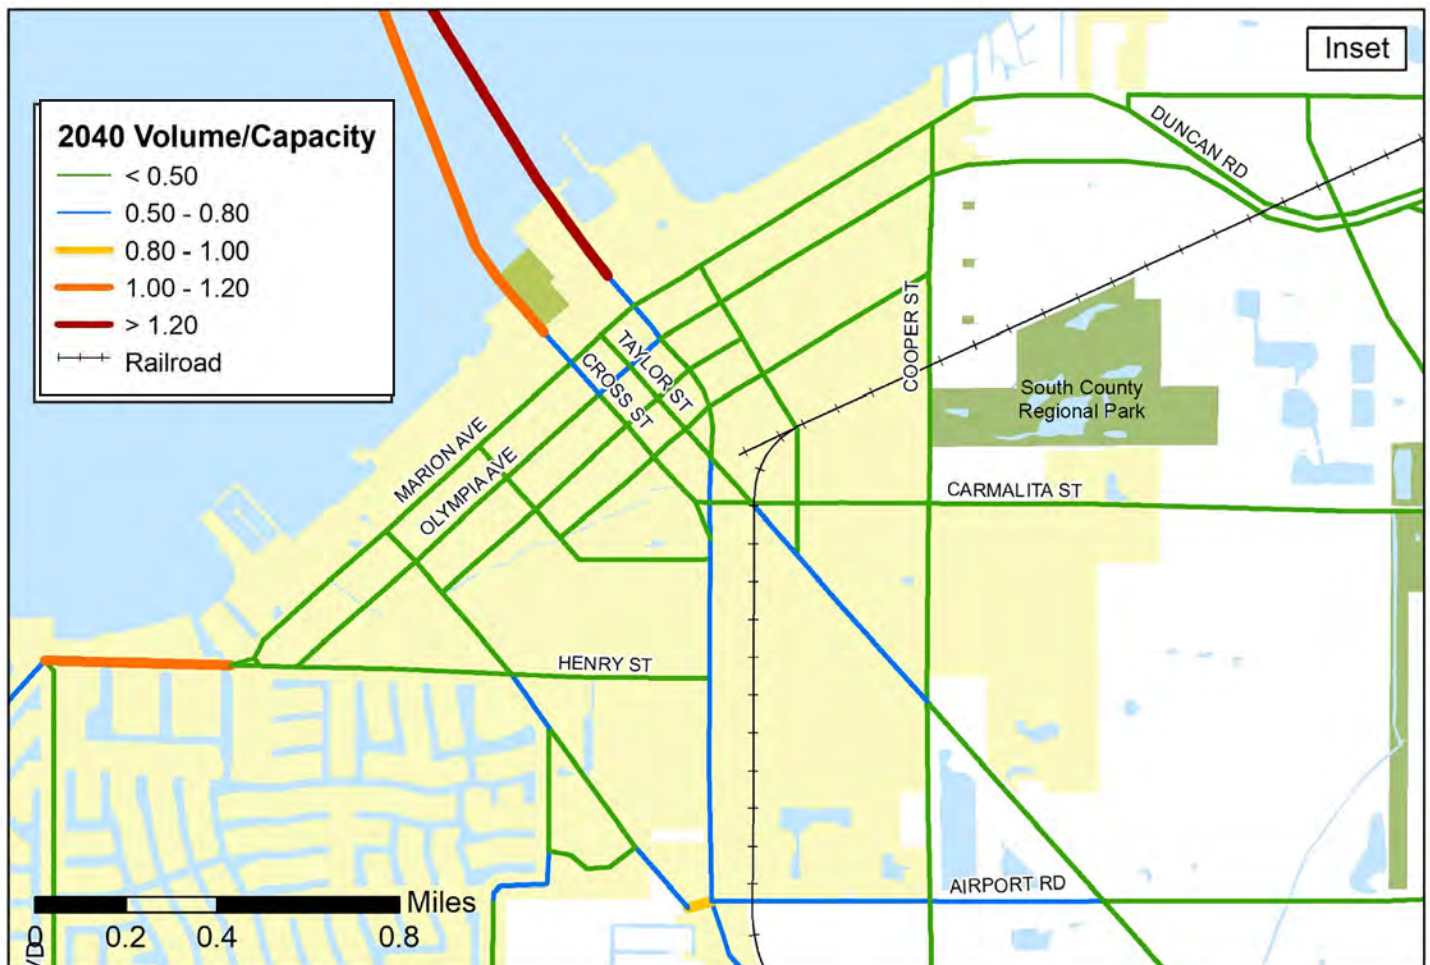 Inset
2040 Volume/Capacity
< 0.50
0.50 - 0.80
0.80 - 1.00
1.00 - 1.20
> 1.20
Railroad
DUNCAN RD
COOPER ST
TAYLOR ST
CROSS ST
South County
Regional Park
MARION AVE
OLYMPIA AVE
CARMALITA ST
HENRY ST
AIRPORT RD
Miles
0 0.2 0.4 0.8